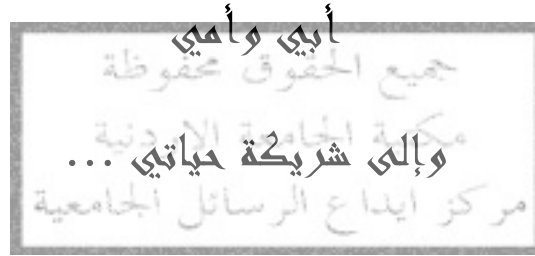 أبي وأمي
جميع الحقوق محفوظة
مكتبة الجامعة الاردنية
وإلى شريكة حياتي ...
مركز ايداع الرسائل الجامعية